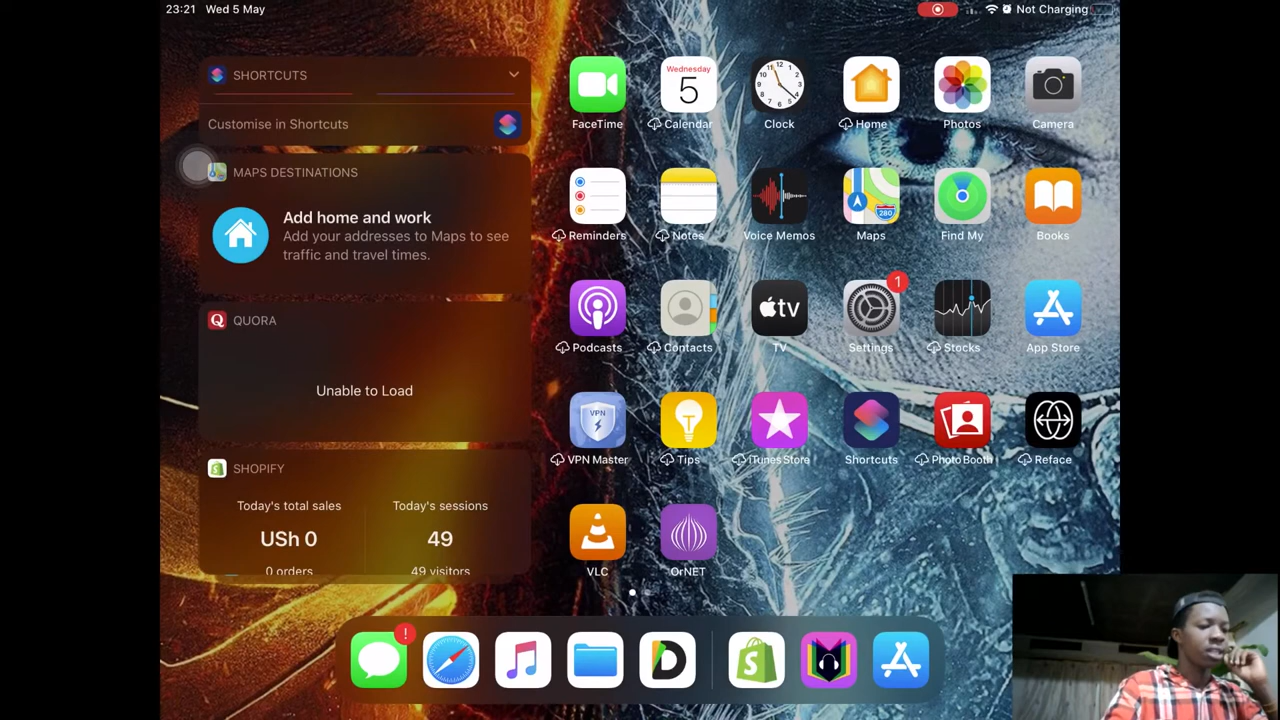 23:21 Wed 5 May
Not Charging
SHORTCUTS
Customise in Shortcuts
MAPS DESTINATIONS
Add home and work
Add your addresses to Maps to see
traffic and travel times.
QUORA
Unable to Load
SHOPIFY
Today's total sales
USh 0
0 orders
Today's sessions
49
49 visitors
FaceTime
Wednesday
5
Calendar
12
Clock
Home
Photos
Camera
Reminders
Notes
Voice Memos
280
Maps
Find My
Books
Podcasts
Contacts
tv
TV
1
Settings
Stocks
App Store
VPN
VPN Master
Tips
iTunes Store
Shortcuts
Photo Booth
Reface
VLC
OrNET
!